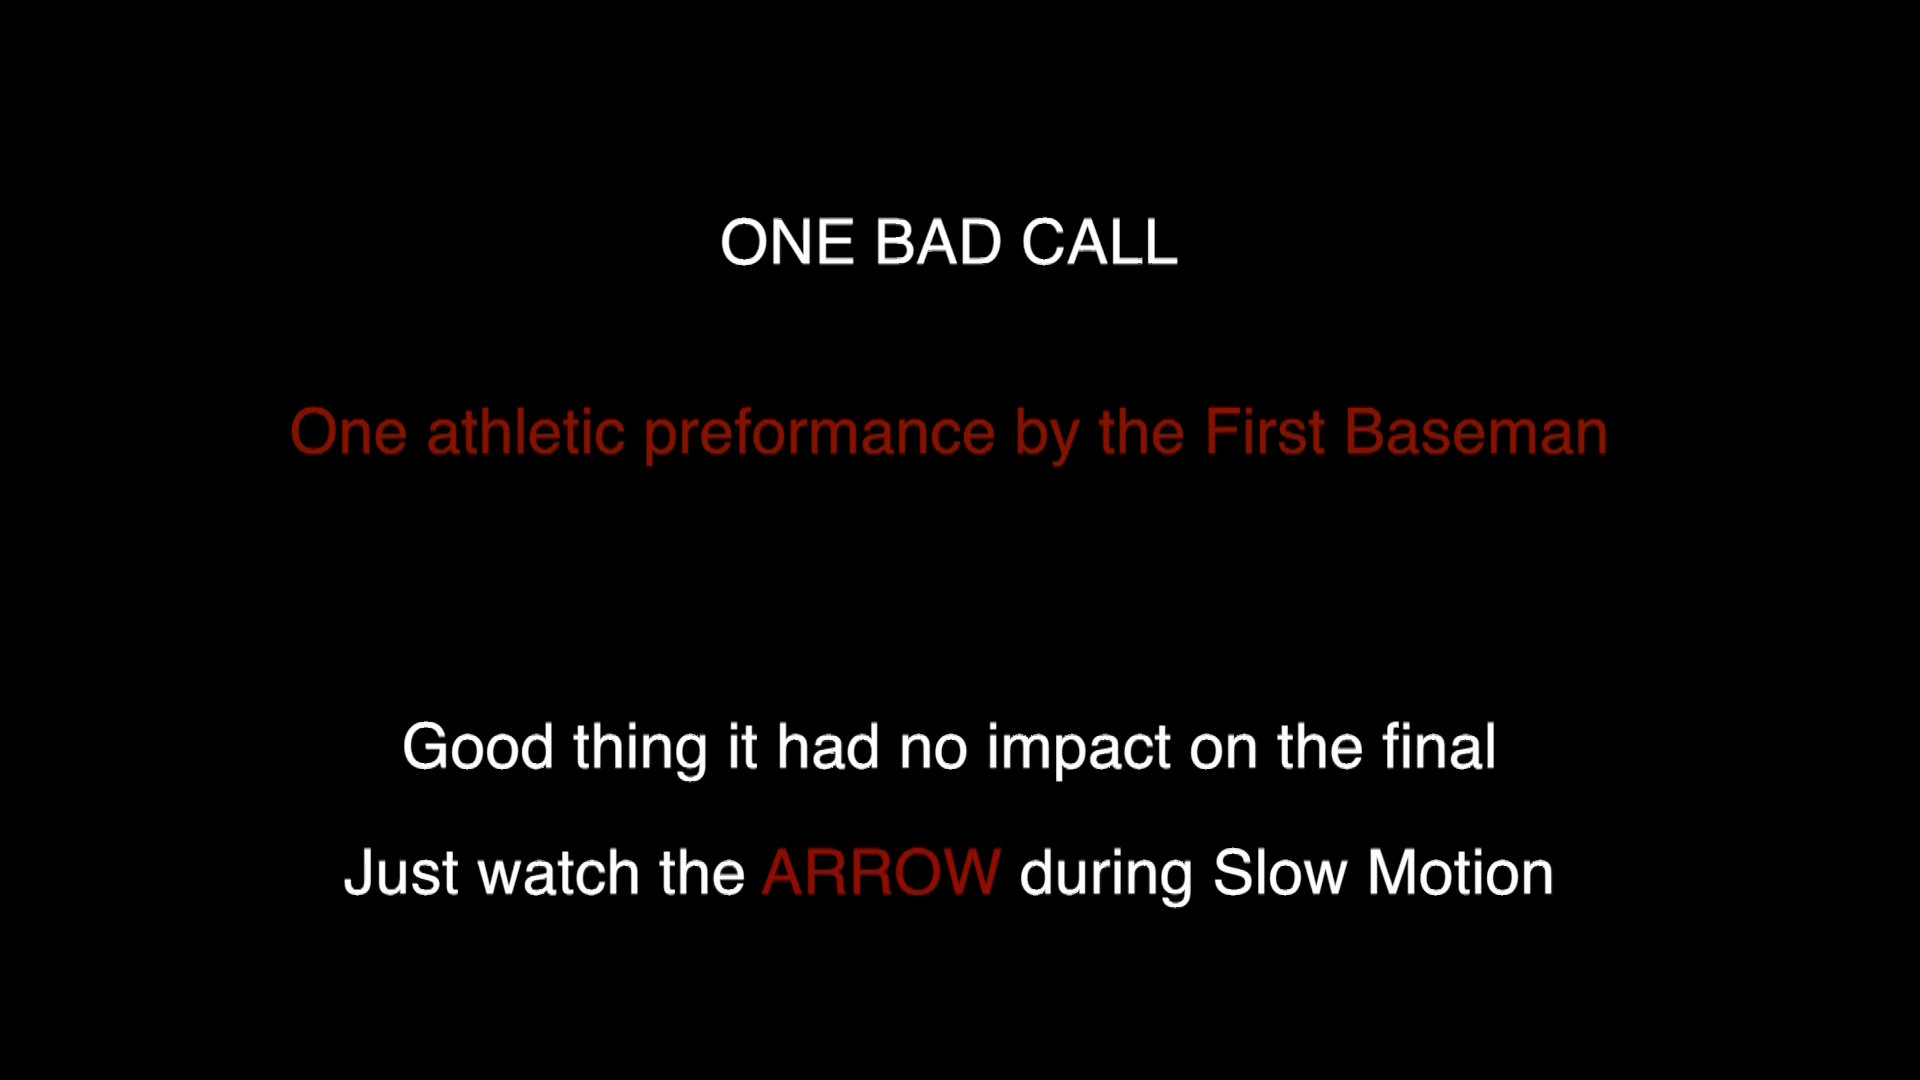 ONE BAD CALL
One athletic preformance by the First Baseman
Good thing it had no impact on the final
Just watch the ARROW during Slow Motion